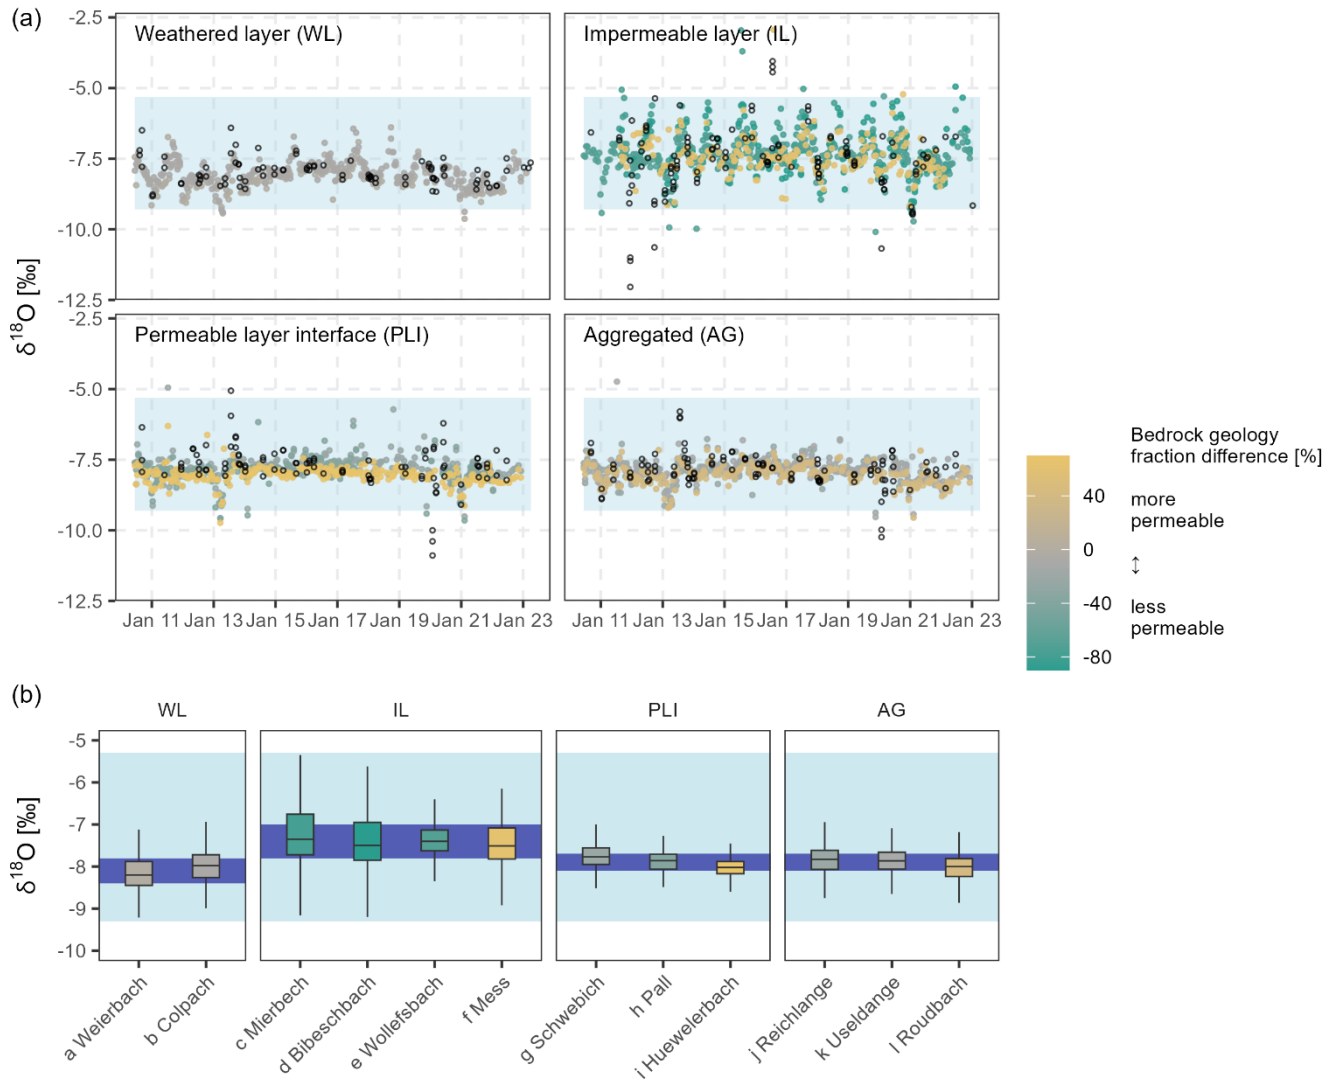 (a)
Weathered layer (WL)
Impermeable layer (IL)
-2.5
-5.0
-7.5
-10.0
-12.5
Permeable layer interface (PLI)
Aggregated (AG)
-2.5
-5.0
-7.5
-10.0
-12.5
δ18O [‰]
Jan 11 Jan 13 Jan 15 Jan 17 Jan 19 Jan 21 Jan 23
Jan 11 Jan 13 Jan 15 Jan 17 Jan 19 Jan 21 Jan 23
Bedrock geology
fraction difference [%]
40
0
-40
-80
more
permeable
↕
less
permeable
(b)
WL
IL
PLI
AG
-5
-6
-7
-8
-9
-10
δ18O [‰]
a Weierbach
b Colpach
c Mierbech
d Bibeschbach
e Wollefsbach
f Mess
g Schwebich
h Pall
i Huewelerbach
j Reichlange
k Useldange
l Roudbach